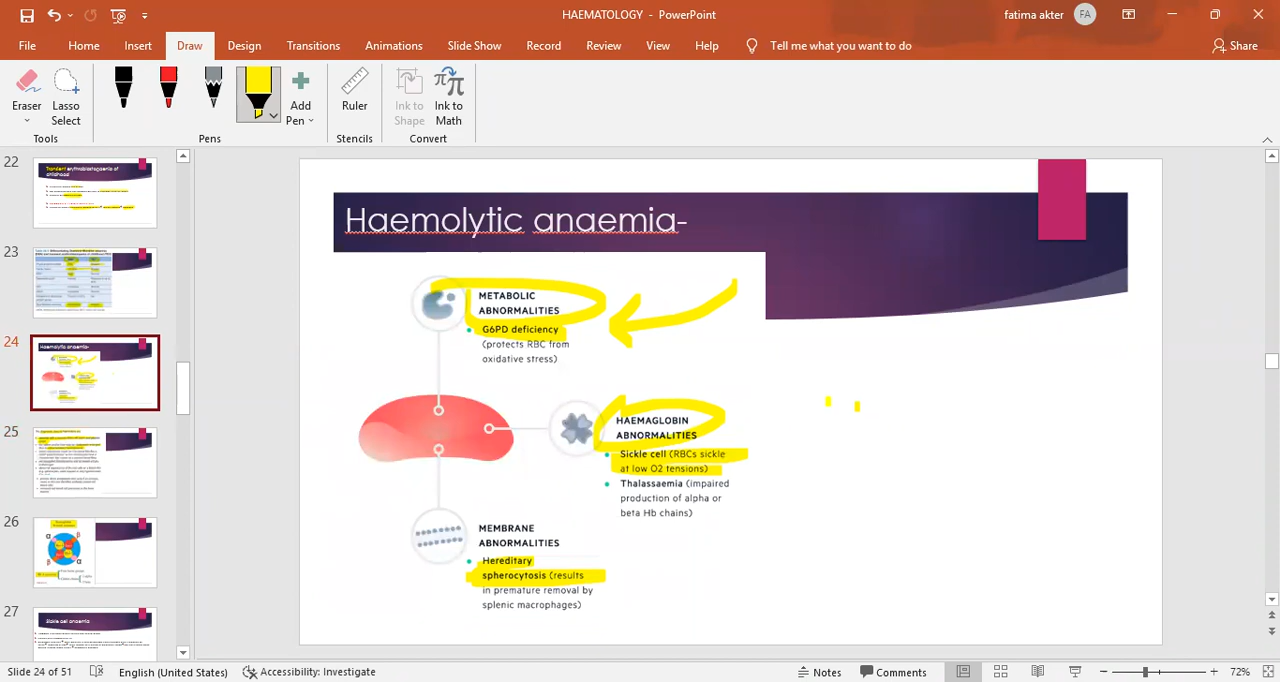 HAEMATOLOGY - PowerPoint
fatima akter FA
File Home Insert Draw Design Transitions Animations Slide Show Record Review View Help Tell me what you want to do Share
Eraser Lasso Select
Add Pen
Ruler
Ink to Shape
Ink to Math
Tools Pens Stencils Convert
22
Transient erythroblastopenia of
childhood
23
24
Haemolytic anaemia-
25
26
α β
β α
27
Sickle cell anaemia
Haemolytic anaemia-
METABOLIC
ABNORMALITIES
G6PD deficiency
(protects RBC from
oxidative stress)
HAEMAGLOBIN
ABNORMALITIES
Sickle cell (RBCs sickle
at low O2 tensions)
Thalassaemia (impaired
production of alpha or
beta Hb chains)
MEMBRANE
ABNORMALITIES
Hereditary
spherocytosis (results
in premature removal by
splenic macrophages)
Slide 24 of 51 English (United States) Accessibility: Investigate Notes Comments 72%